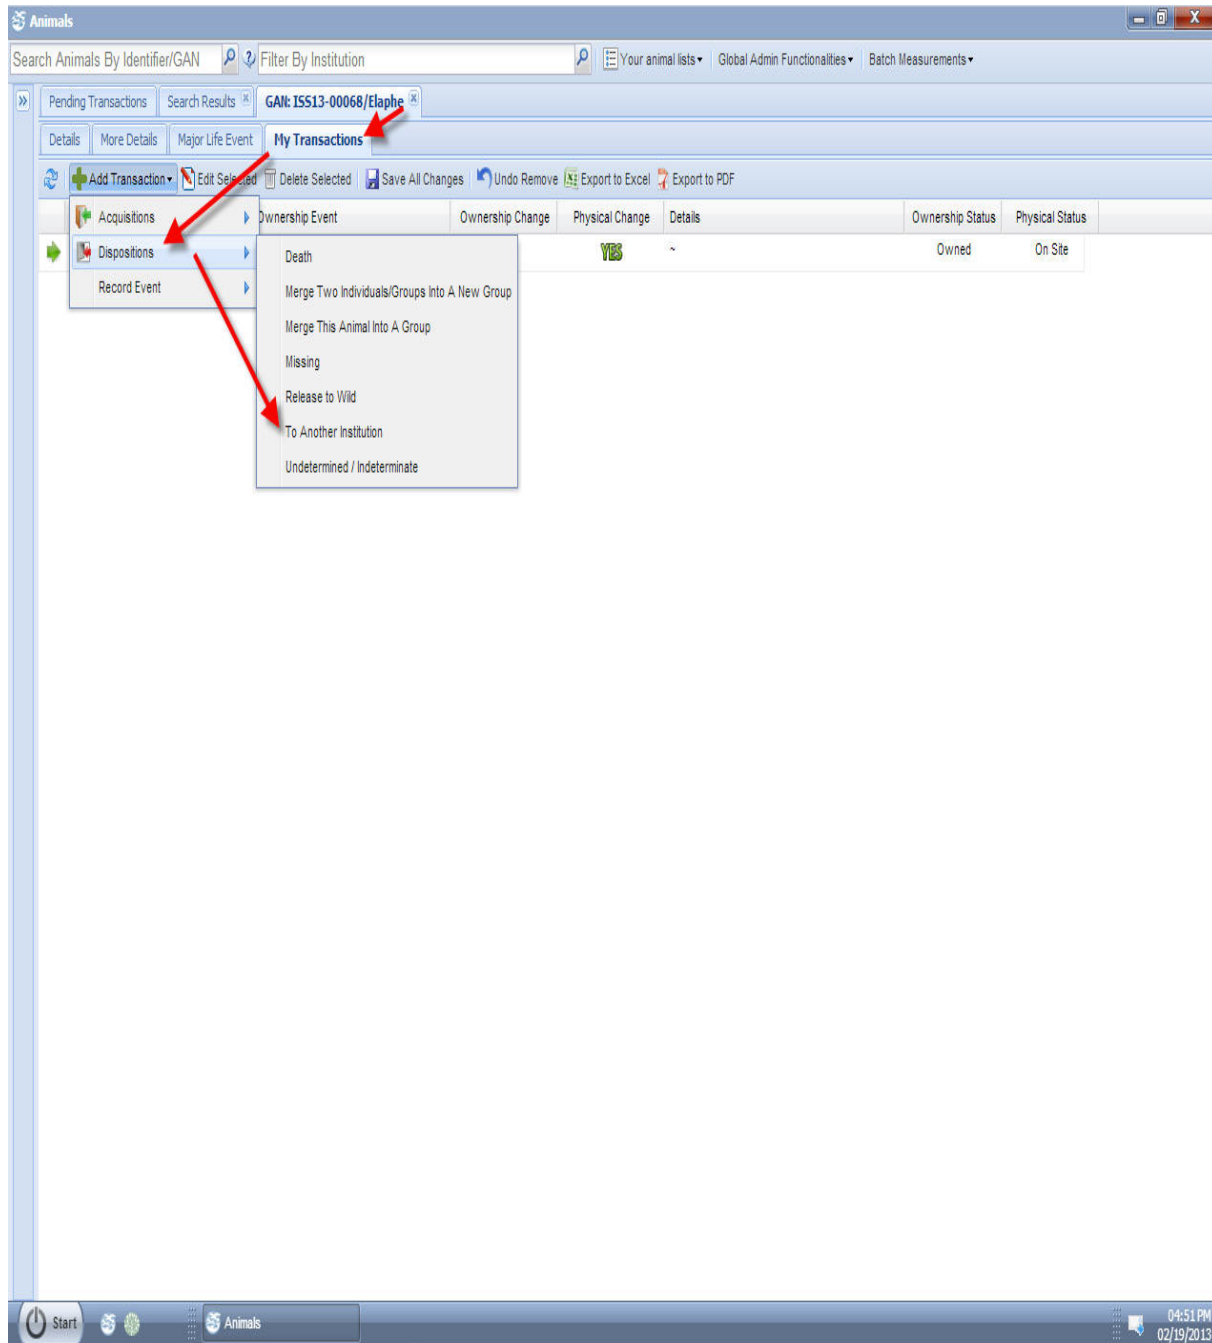 Animals
Search Animals By Identifier/GAN Filter By Institution Your animal lists Global Admin Functionalities Batch Measurements
Pending Transactions Search Results GAN: ISS13-00068/Elaphe
Details More Details Major Life Event My Transactions
Add Transaction Edit Selected Delete Selected Save All Changes Undo Remove Export to Excel Export to PDF
Acquisitions Ownership Event Ownership Change Physical Change Details Ownership Status Physical Status
Dispositions YES ~ Owned On Site
Record Event
Death
Merge Two Individuals/Groups Into A New Group
Merge This Animal Into A Group
Missing
Release to Wild
To Another Institution
Undetermined / Indeterminate
Start Animals 04:51 PM
02/19/2013